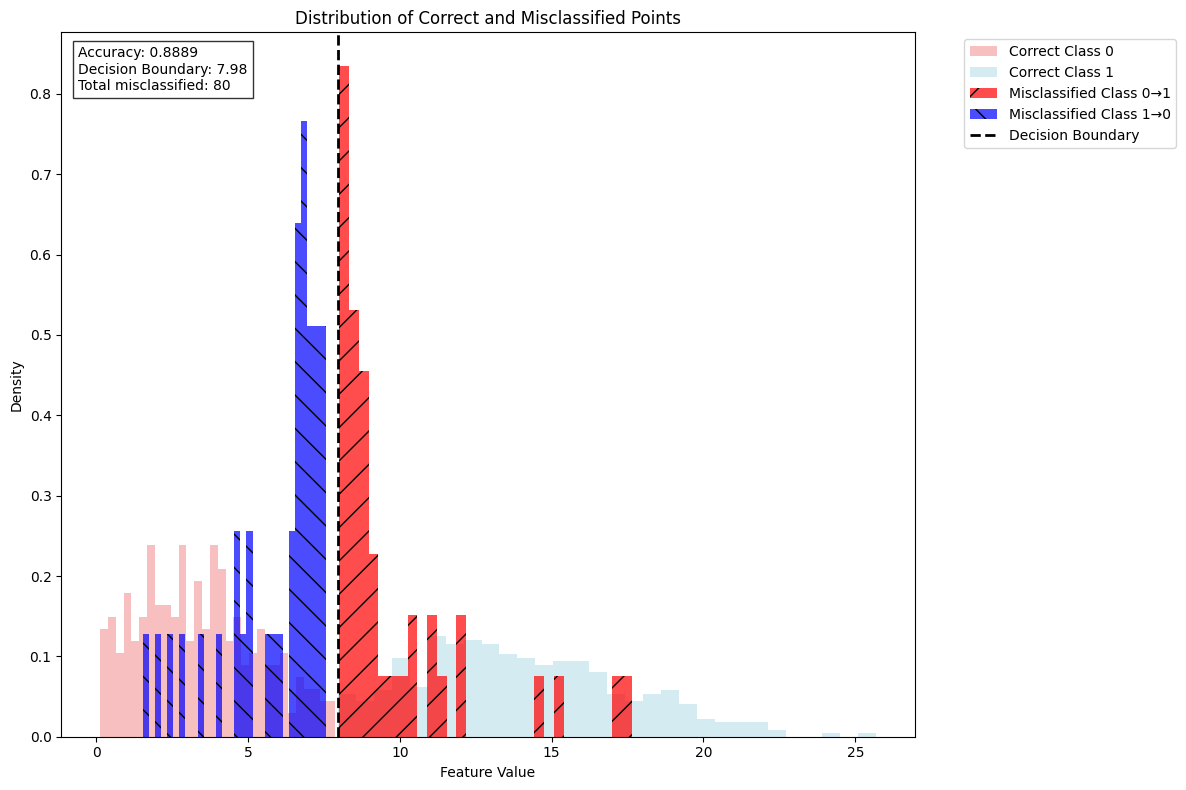 Distribution of Correct and Misclassified Points
Accuracy: 0.8889
Decision Boundary: 7.98
Total misclassified: 80
Correct Class 0
Correct Class 1
Misclassified Class 0→1
Misclassified Class 1→0
Decision Boundary
Density
0.8
0.7
0.6
0.5
0.4
0.3
0.2
0.1
0.0
0 5 10 15 20 25
Feature Value